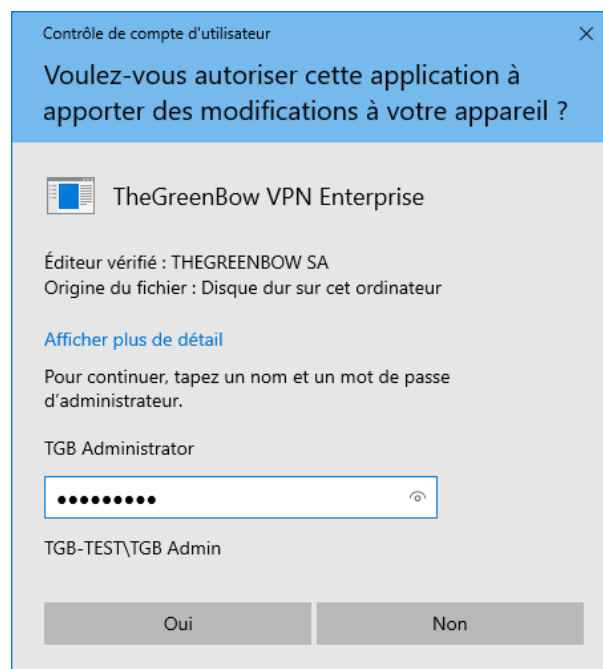 Contrôle de compte d'utilisateur
Voulez-vous autoriser cette application à
apporter des modifications à votre appareil ?
TheGreenBow VPN Enterprise
Éditeur vérifié : THEGREENBOW SA
Origine du fichier : Disque dur sur cet ordinateur
Afficher plus de détail
Pour continuer, tapez un nom et un mot de passe
d’administrateur.
TGB Administrator
●●●●●●●●●
TGB-TEST\TGB Admin
Oui Non